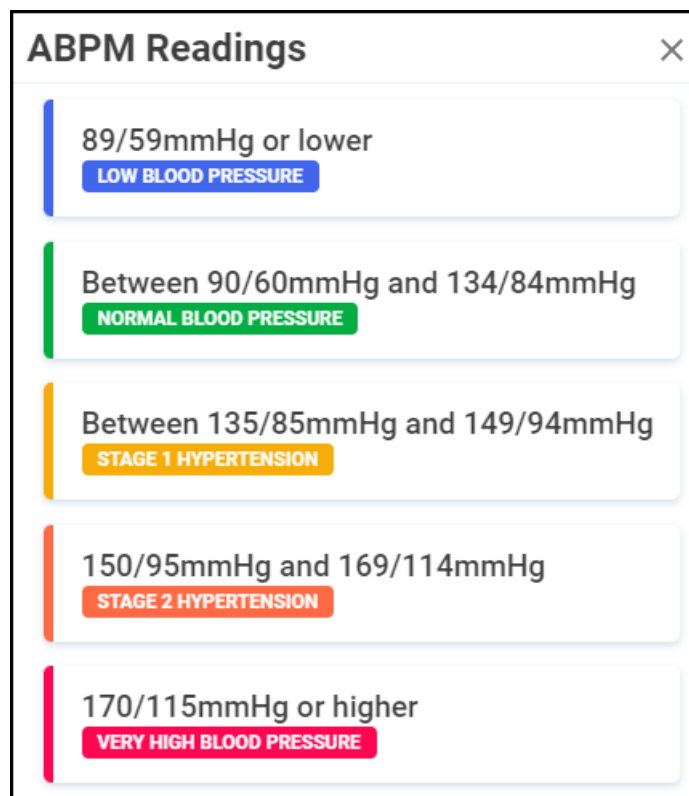 ABPM Readings
89/59mmHg or lower
LOW BLOOD PRESSURE
Between 90/60mmHg and 134/84mmHg
NORMAL BLOOD PRESSURE
Between 135/85mmHg and 149/94mmHg
STAGE 1 HYPERTENSION
150/95mmHg and 169/114mmHg
STAGE 2 HYPERTENSION
170/115mmHg or higher
VERY HIGH BLOOD PRESSURE